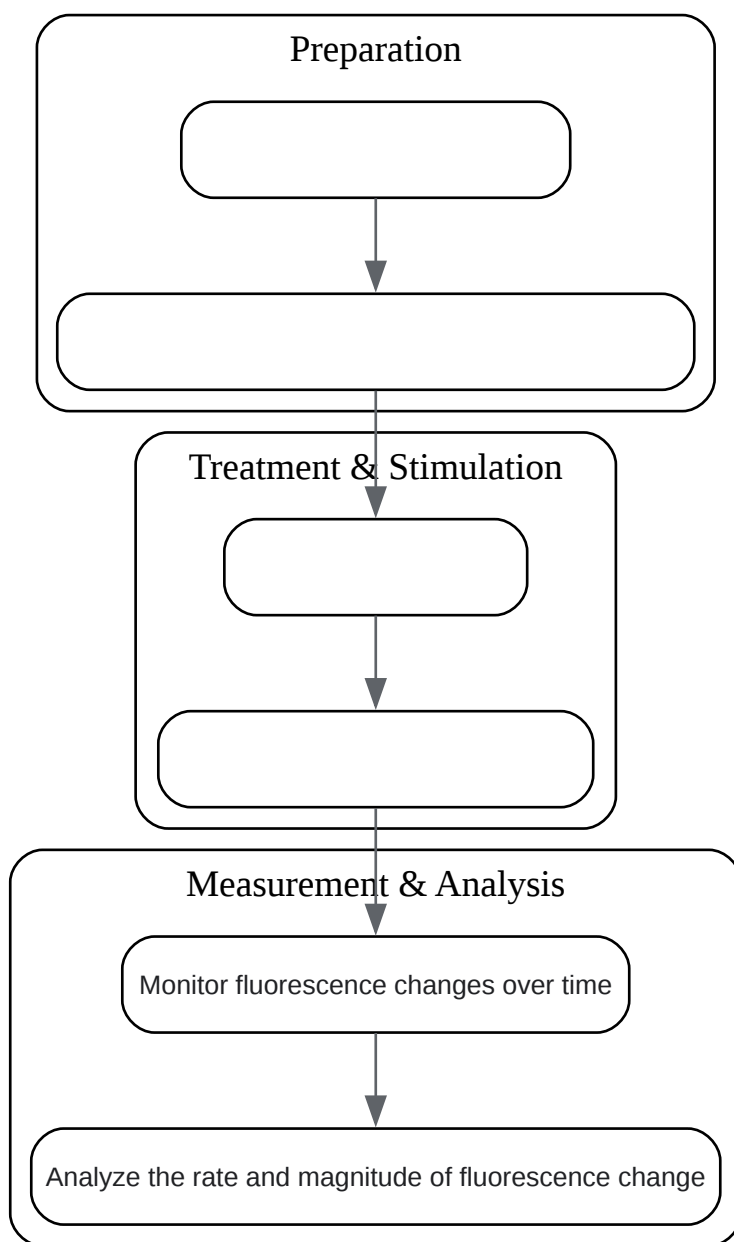 Preparation
Treatment & Stimulation
Measurement & Analysis
Monitor fluorescence changes over time
Analyze the rate and magnitude of fluorescence change